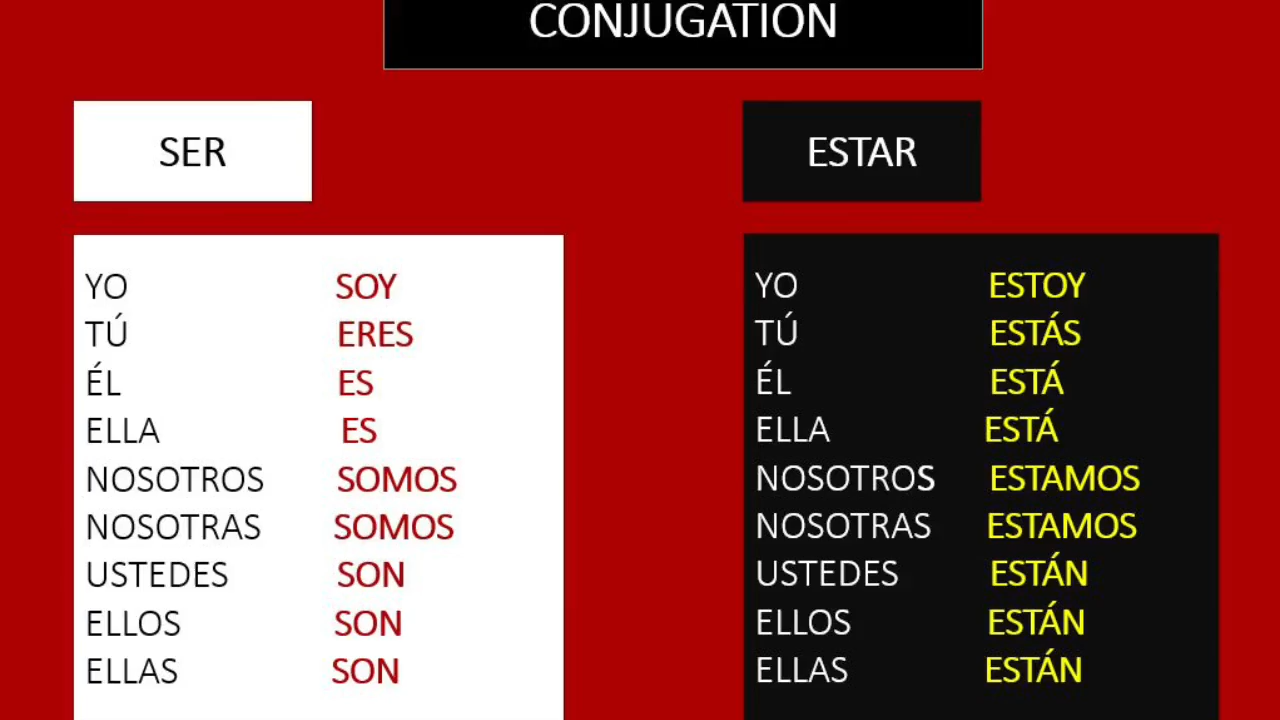 CONJUGATION
SER
YO SOY
TÚ ERES
ÉL ES
ELLA ES
NOSOTROS SOMOS
NOSOTRAS SOMOS
USTEDES SON
ELLOS SON
ELLAS SON
ESTAR
YO ESTOY
TÚ ESTÁS
ÉL ESTÁ
ELLA ESTÁ
NOSOTROS ESTAMOS
NOSOTRAS ESTAMOS
USTEDES ESTÁN
ELLOS ESTÁN
ELLAS ESTÁN